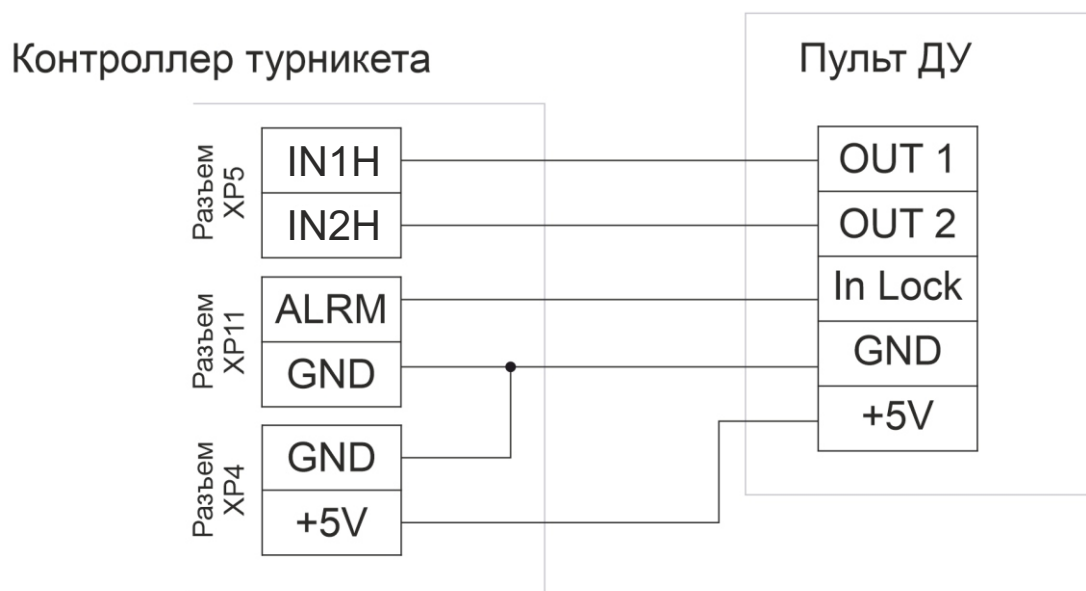 Контроллер турникета
Пульт ДУ
Разъем
XP5
IN1H
IN2H
Разъем
XP11
ALRM
GND
Разъем
XP4
GND
+5V
OUT 1
OUT 2
In Lock
GND
+5V